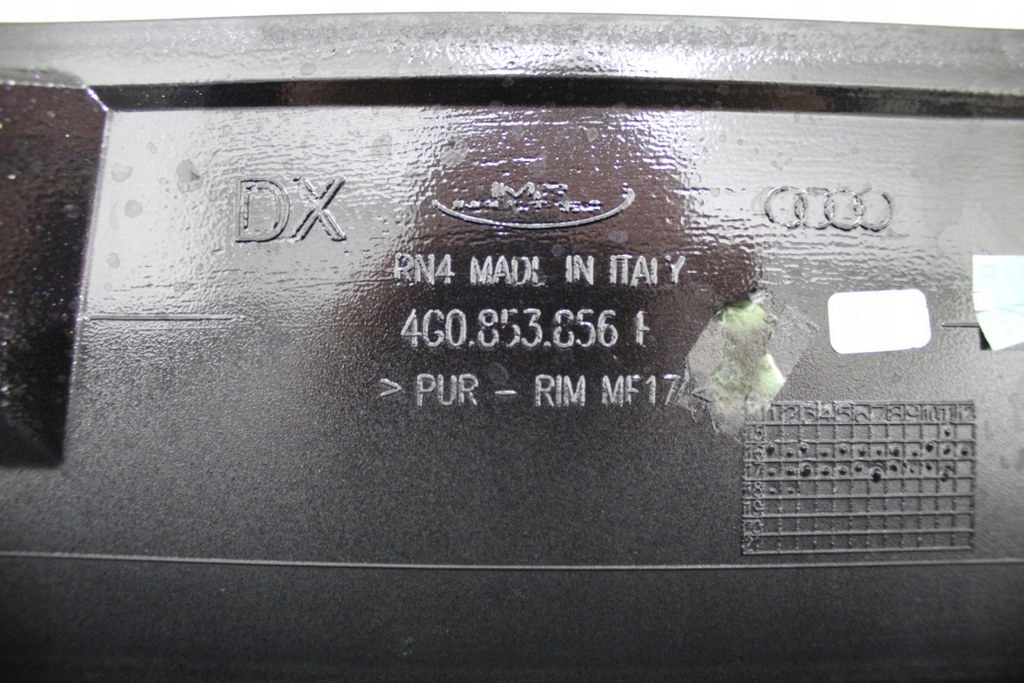 DX
RN4 MADE IN ITALY
4G0.853.856 F
> PUR - RIM MF17 <